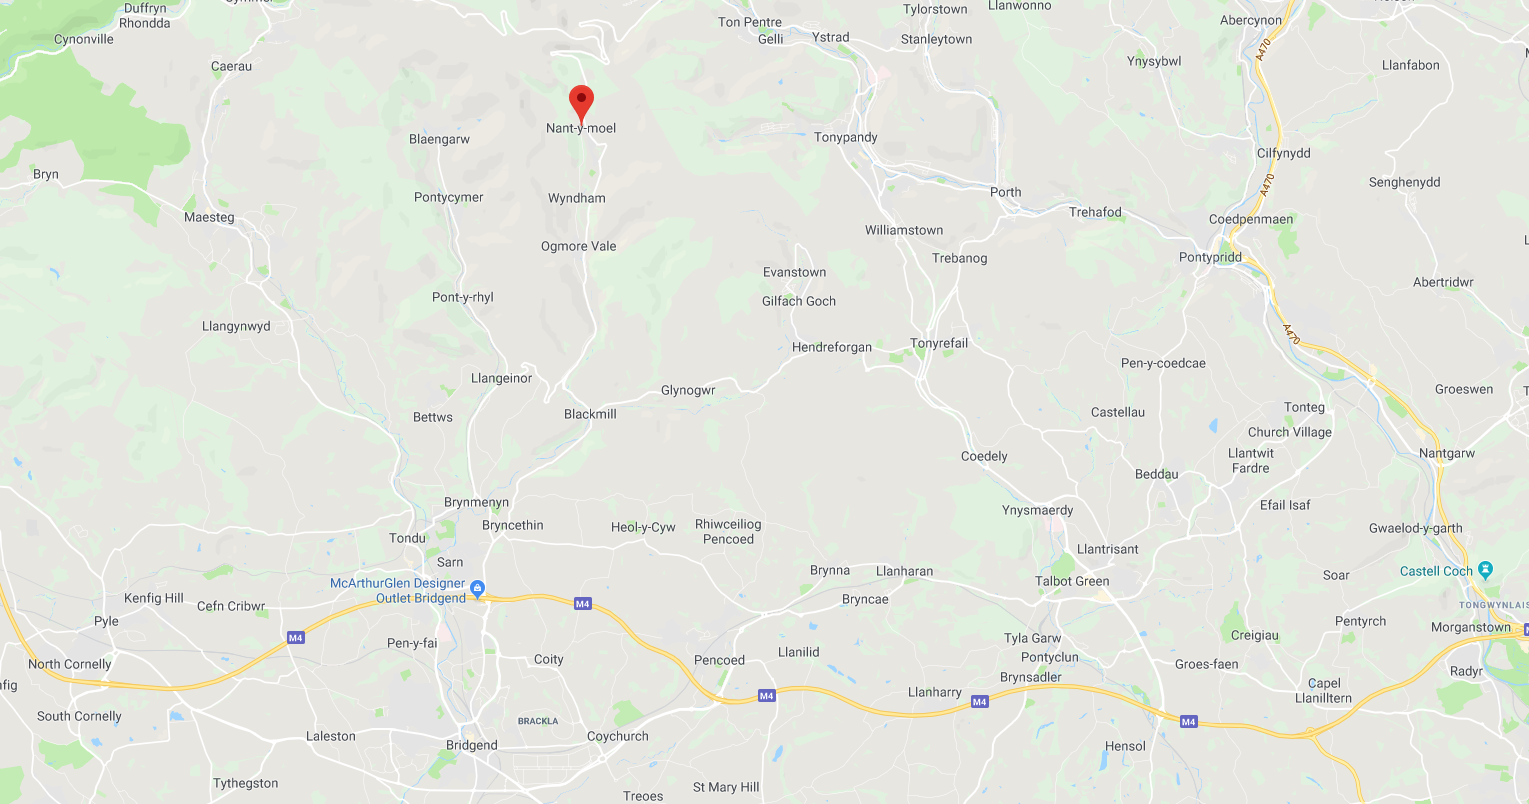 Duffryn
Rhondda
Cynonville
Caerau
Bryn
Maesteg
Llangynwyd
Blaengarw
Pontycymer
Pont-y-rhyl
Llangeinor
Bettws
Nant-y-moel
Wyndham
Ogmore Vale
Blackmill
Glynogwr
Ton Pentre
Gelli
Ystrad
Tylorstown
Stanleytown
Llanwonno
Tonypandy
Porth
Williamstown
Trebanog
Trehafod
Evanstown
Gilfach Goch
Hendreforgan
Tonyrefail
Abercynon
A470
Ynysybwl
Llanfabon
Cilfynydd
A470
Senghenydd
Coedpenmaen
Pontypridd
Abertridwr
A470
Pen-y-coedcae
Groeswen
Castellau
Tonteg
Church Village
Llantwit
Fardre
Nantgarw
Coedely
Beddau
Efail Isaf
Ynysmaerdy
Gwaelod-y-garth
Brynmenyn
Bryncethin
Heol-y-Cyw
Rhiwceiliog
Pencoed
Tondu
Sarn
McArthurGlen Designer
Outlet Bridgend
Llantrisant
Talbot Green
Brynna
Llanharan
Bryncae
Soar
Castell Coch
Kenfig Hill
Cefn Cribwr
Pyle
M4
M4
Pen-y-fai
Coity
Pencoed
Llanilid
Tyla Garw
Pontyclun
Brynsadler
Creigiau
Pentyrch
Morganstown
Groes-faen
Radyr
Capel
Llanilltern
North Cornelly
South Cornelly
Llanharry
M4
M4
M4
Laleston
BRACKLA
Bridgend
Coychurch
Hensol
Tythegston
Treoes
St Mary Hill